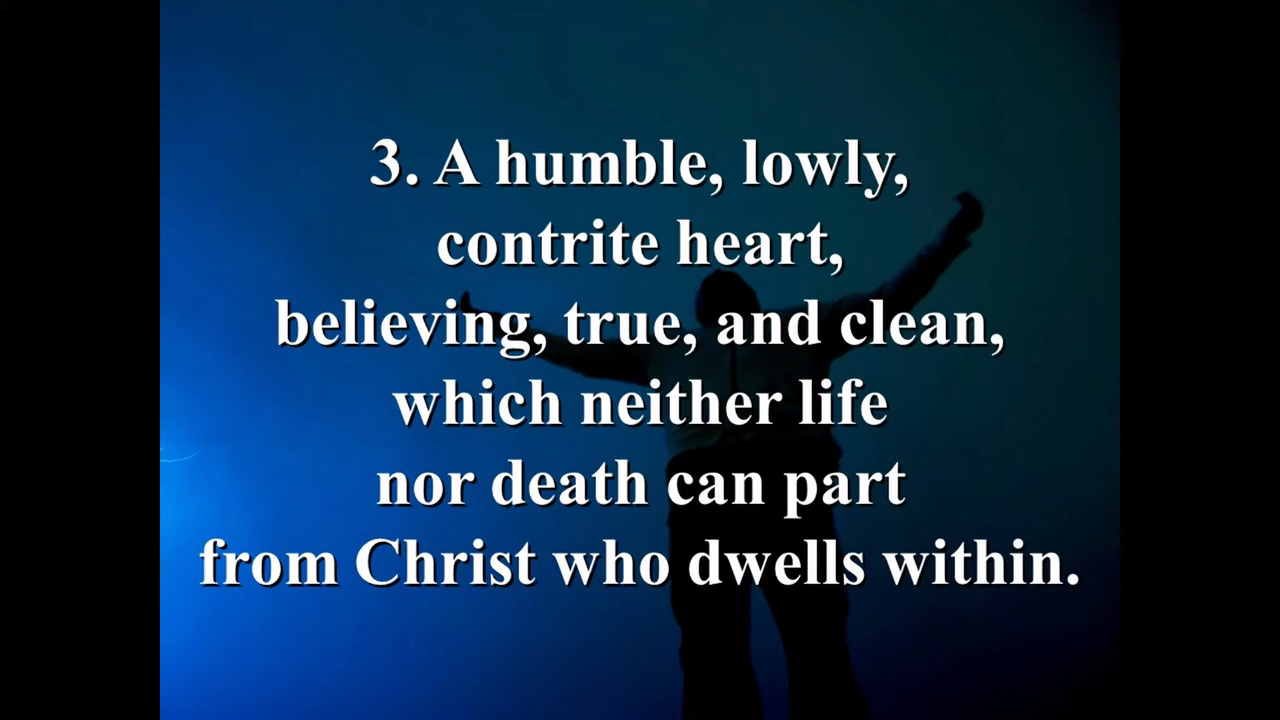 3. A humble, lowly,
contrite heart,
believing, true, and clean,
which neither life
nor death can part
from Christ who dwells within.